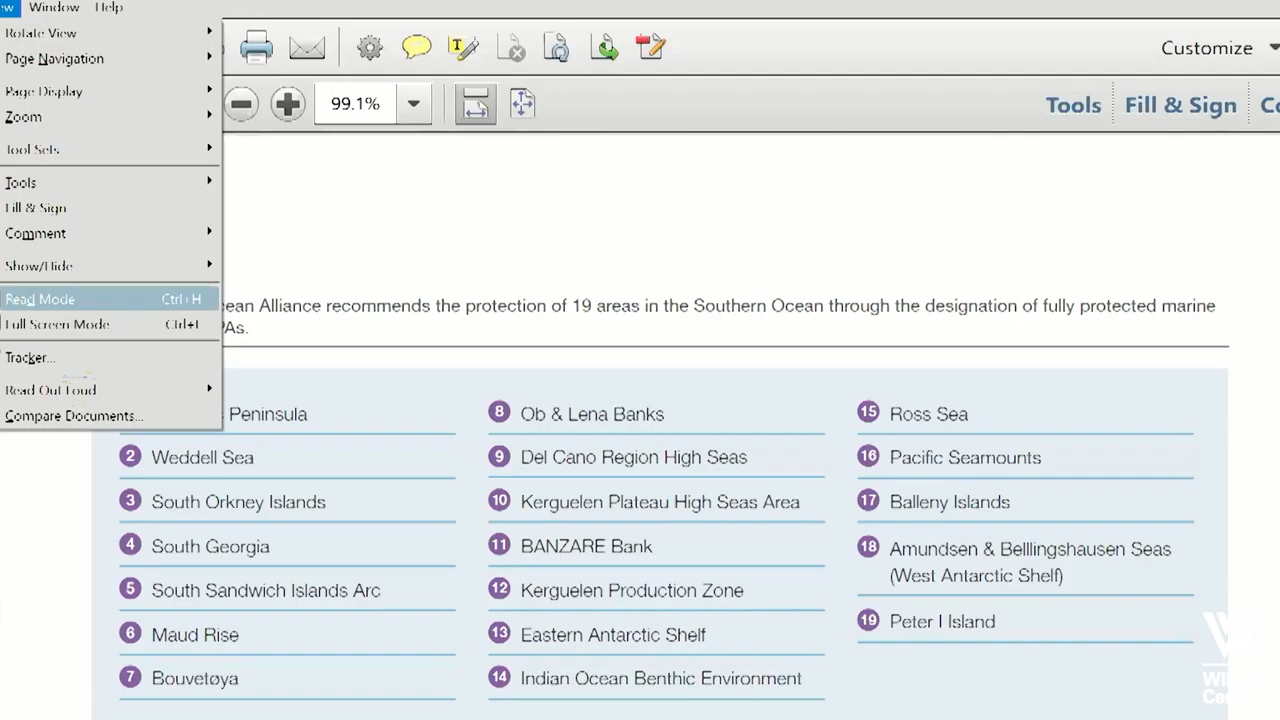 ew Window Help
Rotate View
Page Navigation
Page Display
Zoom
Tool Sets
Tools
Fill & Sign
Comment
Show/Hide
Read Mode Ctrl+H
Full Screen Mode Ctrl+L
Tracker...
Read Out Loud
Compare Documents...
Customize
99.1%
Tools Fill & Sign Co
cean Alliance recommends the protection of 19 areas in the Southern Ocean through the designation of fully protected marine
PAs.
Peninsula
2 Weddell Sea
3 South Orkney Islands
4 South Georgia
5 South Sandwich Islands Arc
6 Maud Rise
7 Bouvetøya
8 Ob & Lena Banks
9 Del Cano Region High Seas
10 Kerguelen Plateau High Seas Area
11 BANZARE Bank
12 Kerguelen Production Zone
13 Eastern Antarctic Shelf
14 Indian Ocean Benthic Environment
15 Ross Sea
16 Pacific Seamounts
17 Balleny Islands
18 Amundsen & Belllingshausen Seas
(West Antarctic Shelf)
19 Peter I Island